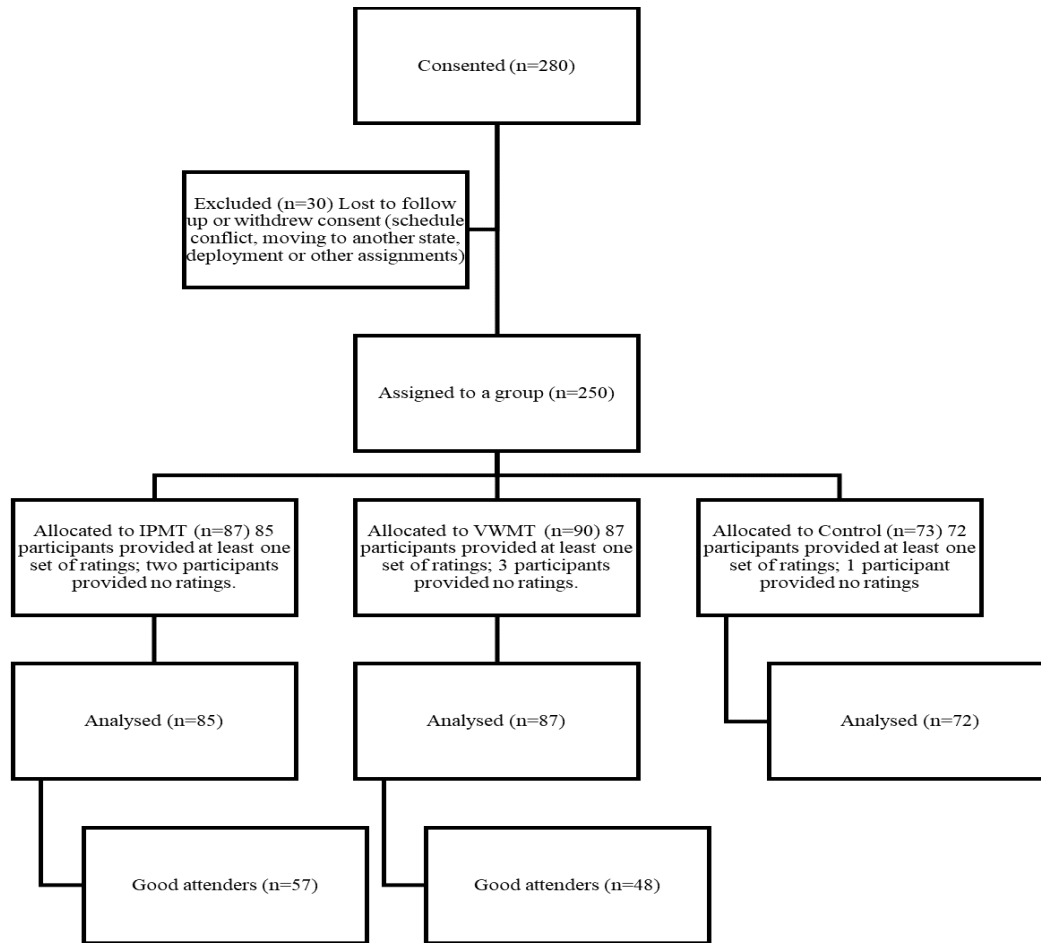 Consented (n=280)
Excluded (n=30) Lost to follow
up or withdrew consent (schedule
conflict, moving to another state,
deployment or other assignments)
Assigned to a group (n=250)
Allocated to IPMT (n=87) 85
participants provided at least one
set of ratings; two participants
provided no ratings.
Allocated to VWMT (n=90) 87
participants provided at least one
set of ratings; 3 participants
provided no ratings.
Allocated to Control (n=73) 72
participants provided at least one
set of ratings; 1 participant
provided no ratings
Analysed (n=85)
Analysed (n=87)
Analysed (n=72)
Good attenders (n=57)
Good attenders (n=48)